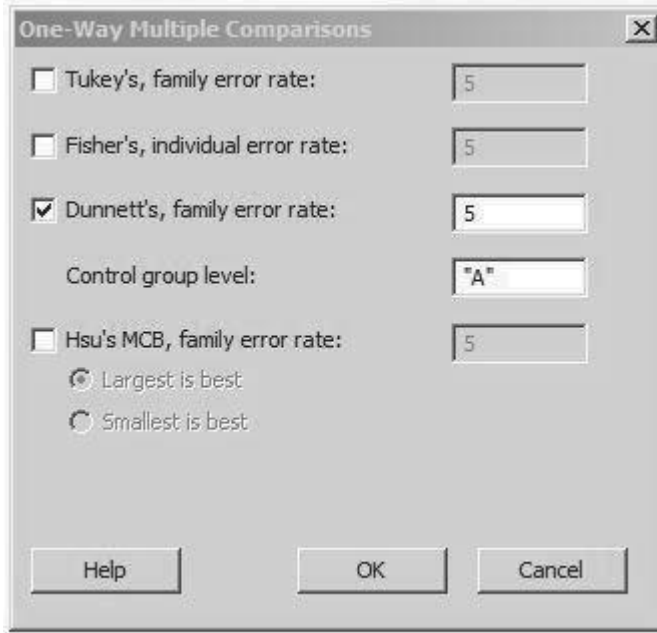 One-Way Multiple Comparisons
Tukey's, family error rate: 5
Fisher's, individual error rate: 5
Dunnett's, family error rate: 5
Control group level: "A"
Hsu's MCB, family error rate: 5
Largest is best
Smallest is best
Help OK Cancel